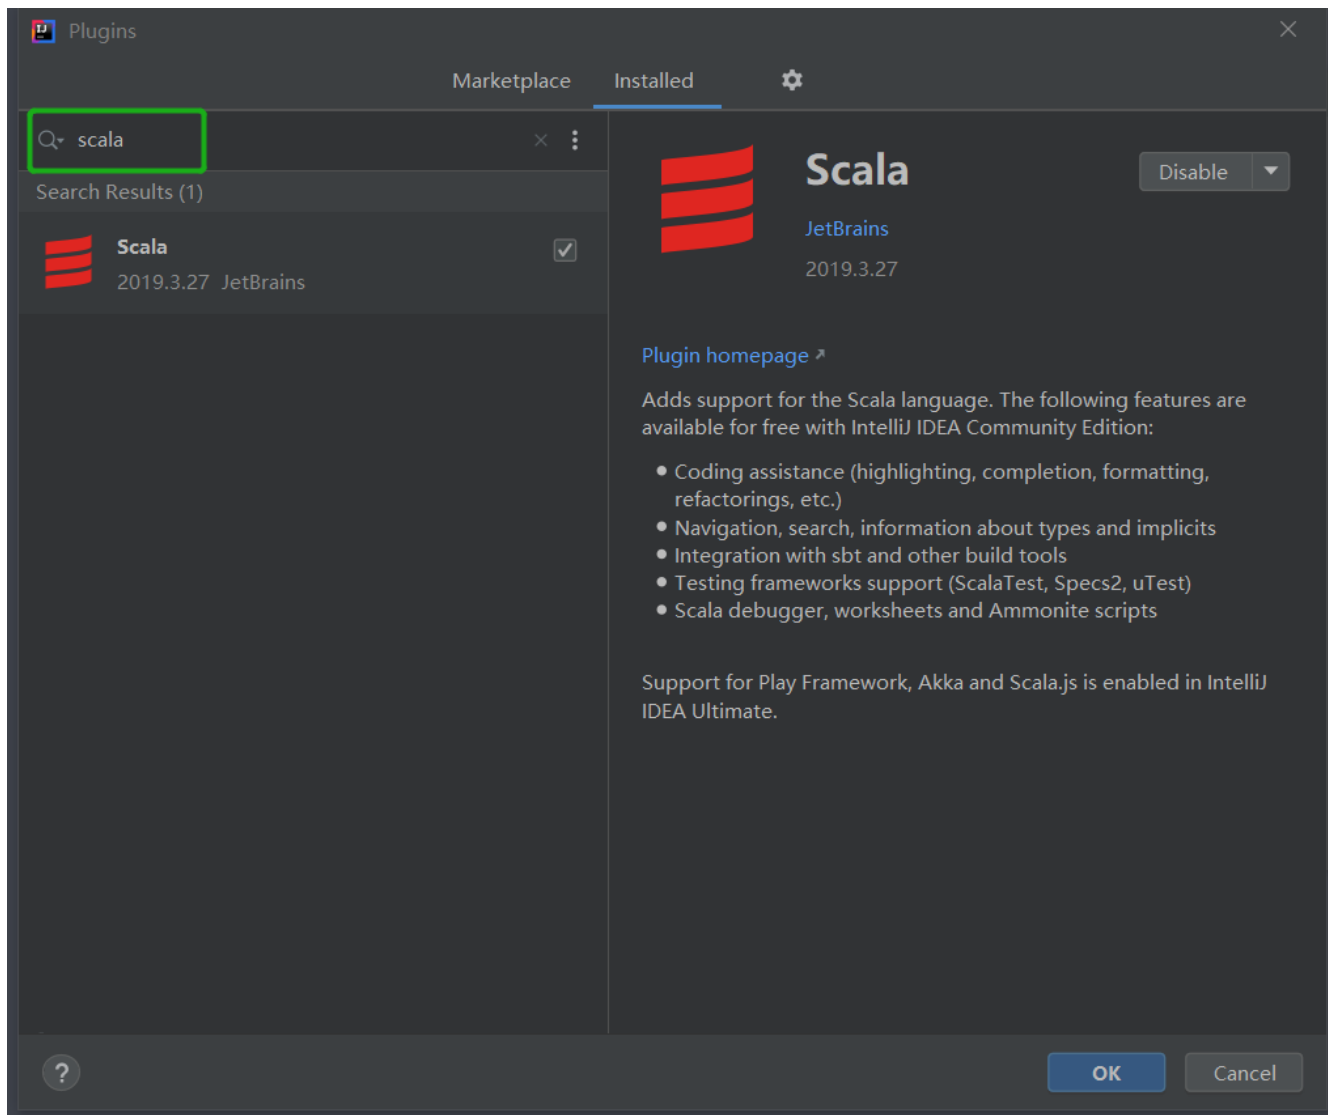 Plugins
Marketplace Installed
scala
Search Results (1)
Scala
2019.3.27 JetBrains
Scala
Disable
JetBrains
2019.3.27
Plugin homepage
Adds support for the Scala language. The following features are
available for free with IntelliJ IDEA Community Edition:
Coding assistance (highlighting, completion, formatting,
refactorings, etc.)
Navigation, search, information about types and implicits
Integration with sbt and other build tools
Testing frameworks support (ScalaTest, Specs2, uTest)
Scala debugger, worksheets and Ammonite scripts
Support for Play Framework, Akka and Scala.js is enabled in IntelliJ
IDEA Ultimate.
?
OK Cancel